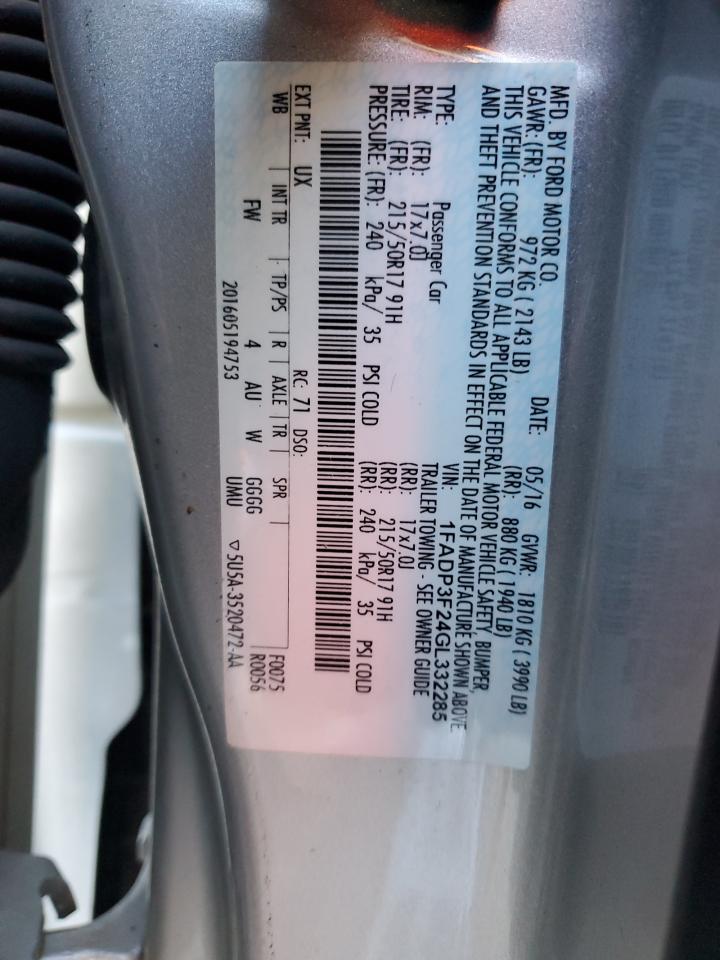 MFD. BY FORD MOTOR CO.
DATE: 05/16 GVWR: 1810 KG ( 3990 LB)
GAWR: (FR): 972 KG ( 2143 LB) (RR): 880 KG ( 1940 LB)
THIS VEHICLE CONFORMS TO ALL APPLICABLE FEDERAL MOTOR VEHICLE SAFETY, BUMPER,
AND THEFT PREVENTION STANDARDS IN EFFECT ON THE DATE OF MANUFACTURE SHOWN ABOVE
VIN: 1FADP3F24GL332285
TYPE: Passenger Car TRAILER TOWING - SEE OWNER GUIDE
RIM: (FR): 17x7.0J (RR): 17x7.0J
TIRE: (FR): 215/50R17 91H (RR): 215/50R17 91H
PRESSURE: (FR): 240 kPa/ 35 PSI COLD (RR): 240 kPa/ 35 PSI COLD
EXT PNT: UX RC: 71 DSO: F0075
WB INT TR TP/PS R AXLE TR SPR R0056
FW 4 AU W GGGG
UMU
201605194753 ▽5U5A-3520472-AA